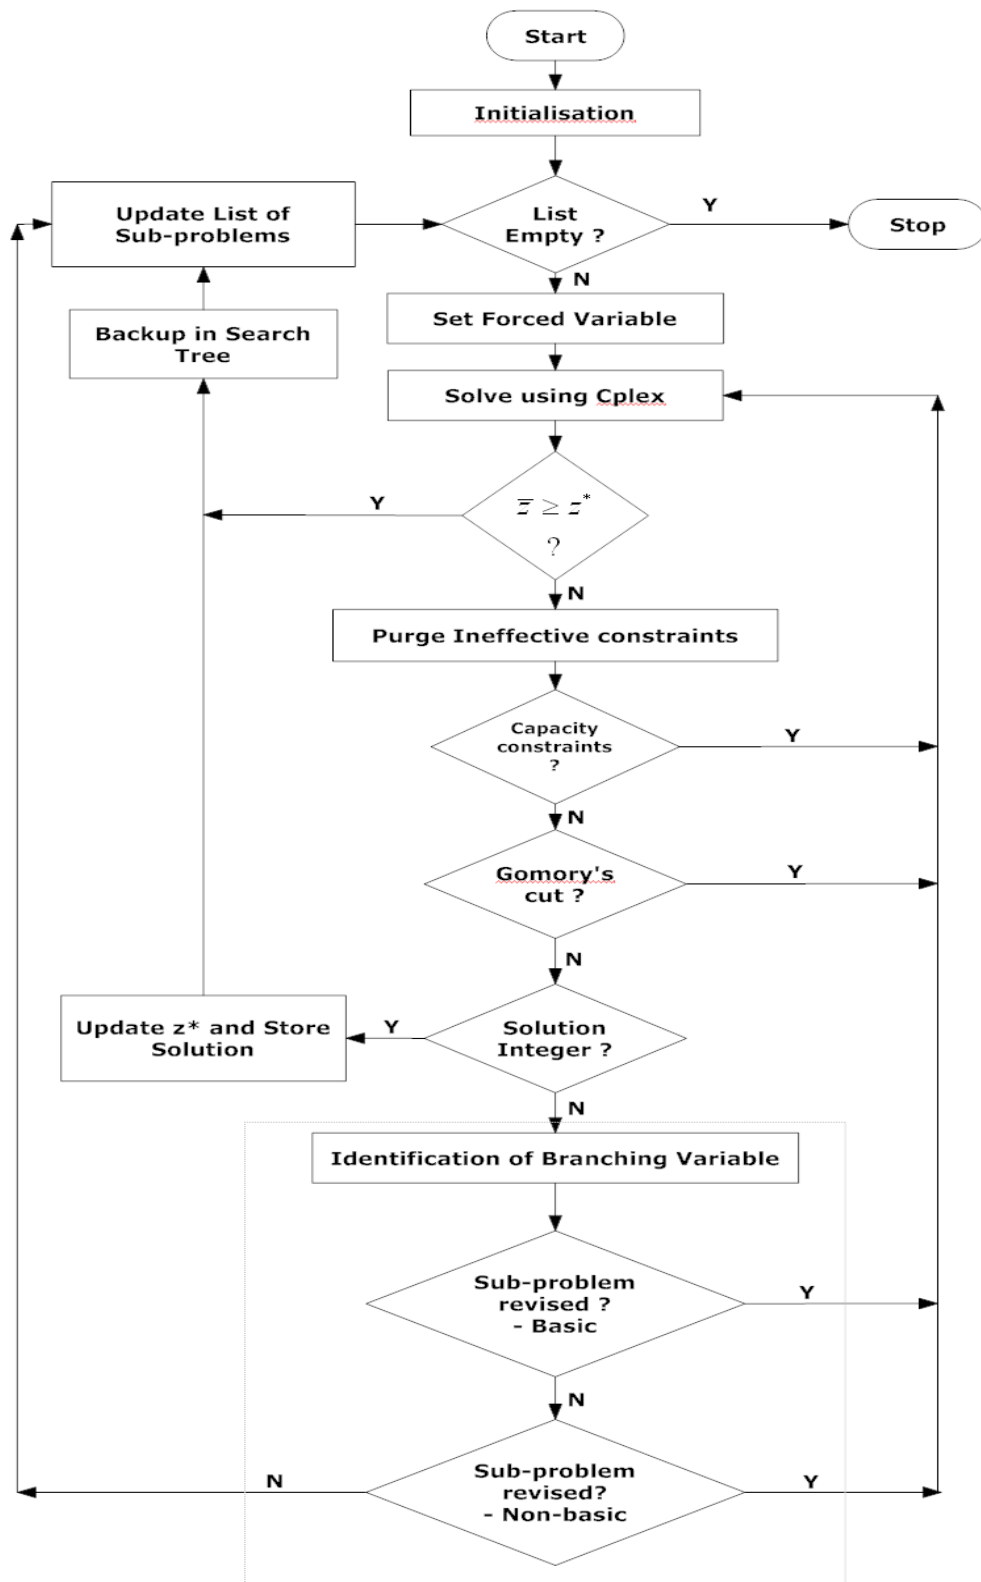 Start
Initialisation
Update List of
Sub-problems
List
Empty ?
Y
Stop
N
Backup in Search
Tree
Set Forced Variable
Solve using Cplex
Y
z̅ ≥ z*
?
N
Purge Ineffective constraints
Capacity
constraints
?
Y
N
Gomory's
cut ?
Y
N
Update z* and Store
Solution
Y
Solution
Integer ?
N
Identification of Branching Variable
Sub-problem
revised ?
- Basic
Y
N
N
Sub-problem
revised?
- Non-basic
Y